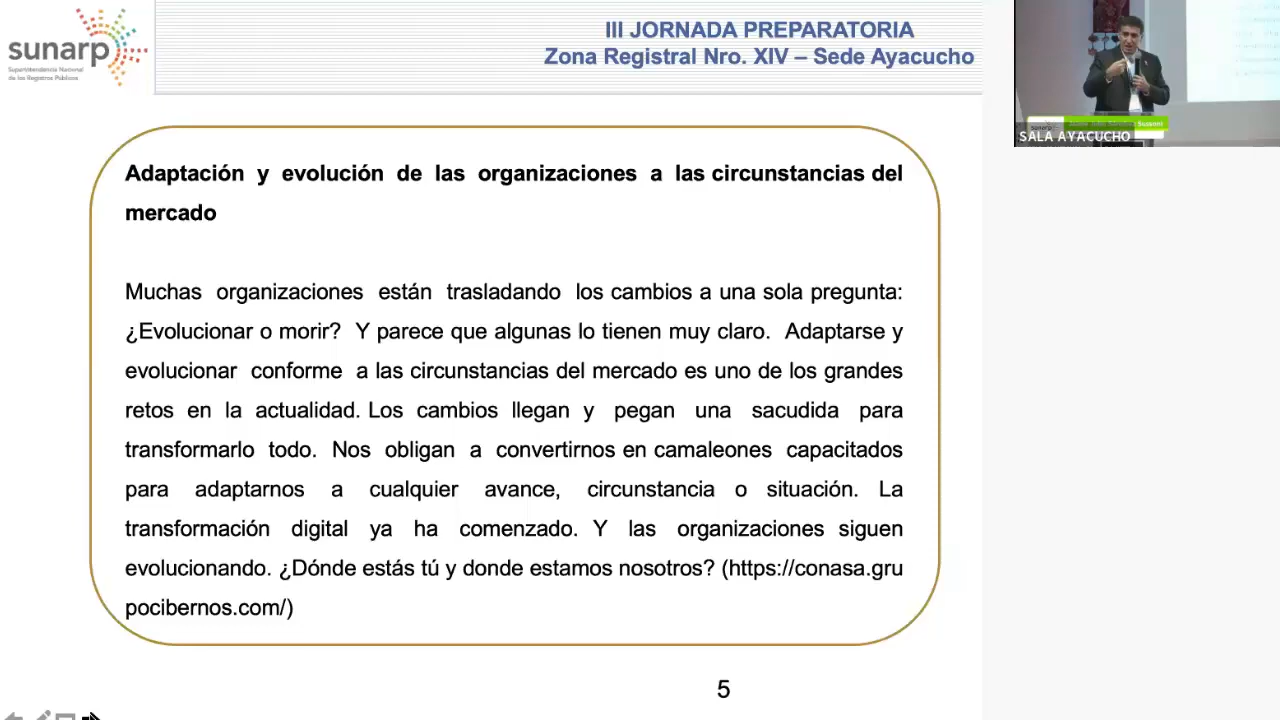 sunarp
Superintendencia Nacional
de los Registros Públicos
III JORNADA PREPARATORIA
Zona Registral Nro. XIV – Sede Ayacucho
Adaptación y evolución de las organizaciones a las circunstancias del
mercado
Muchas organizaciones están trasladando los cambios a una sola pregunta:
¿Evolucionar o morir? Y parece que algunas lo tienen muy claro. Adaptarse y
evolucionar conforme a las circunstancias del mercado es uno de los grandes
retos en la actualidad. Los cambios llegan y pegan una sacudida para
transformarlo todo. Nos obligan a convertirnos en camaleones capacitados
para adaptarnos a cualquier avance, circunstancia o situación. La
transformación digital ya ha comenzado. Y las organizaciones siguen
evolucionando. ¿Dónde estás tú y donde estamos nosotros? (https://conasa.gru
pocibernos.com/)
5
sunarp
SALA AYACUCHO